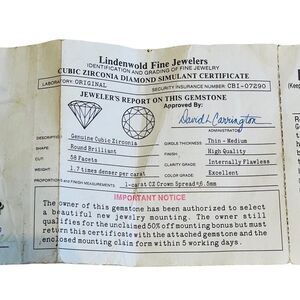 Lindenwold Fine Jewelers
IDENTIFICATION AND GRADING OF FINE JEWELRY
CUBIC ZIRCONIA DIAMOND SIMULANT CERTIFICATE
LABORATORY: ORIGINAL SECURITY INSURANCE NUMBER: CBI-07290
(Keep
JEWELER'S REPORT ON THIS GEMSTONE
Approved By:
David L. Carrington
ADMINISTRATOR
DESCRIPTION Genuine Cubic Zirconia GIRDLE THICKNESS Thin - Medium
SHAPE Round Brilliant FINISH High Quality
CUT 58 Facets CLARITY GRADE Internally Flawless
WEIGHT 1.7 times denser per carat COLOR GRADE Excellent
PROPORTIONS AND MEASUREMENTS 1-carat CZ Crown Spread 6.5mm
IMPORTANT NOTICE
The owner of this gemstone has been authorized to select
a beautiful new jewelry mounting. The owner still
qualifies for the unclaimed 50% off mounting bonus but must
return this certificate with the attached gemstone and the
enclosed mounting claim form within 5 working days.